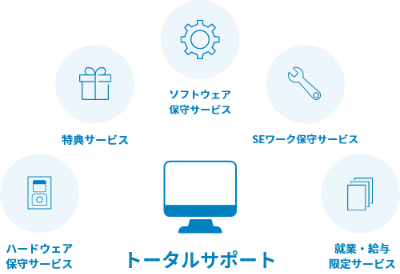 ソフトウェア
保守サービス
特典サービス
SEワーク保守サービス
ハードウェア
保守サービス
トータルサポート
就業・給与
限定サービス